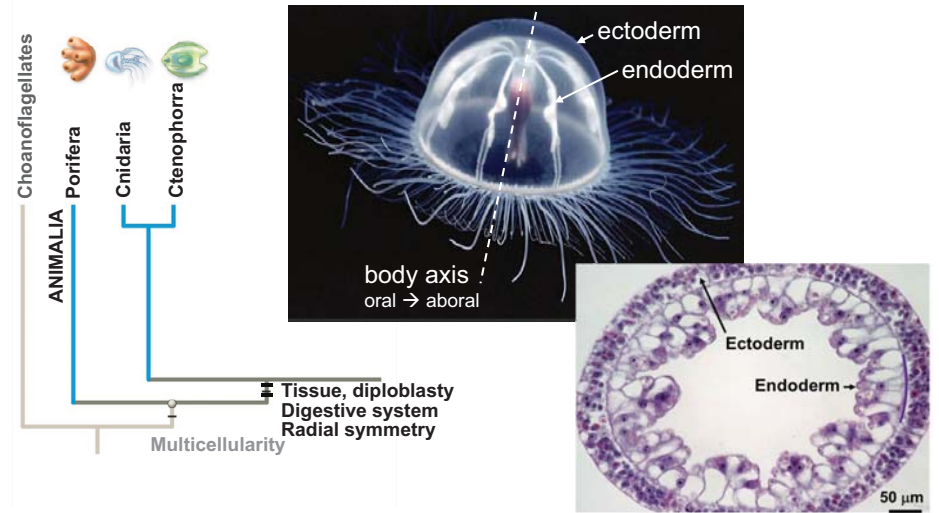 Choanoflagellates
Porifera
Cnidaria
Ctenophorra
ANIMALIA
Tissue, diploblasty
Digestive system
Radial symmetry
Multicellularity
ectoderm
endoderm
body axis
oral → aboral
Ectoderm
Endoderm
50 μm